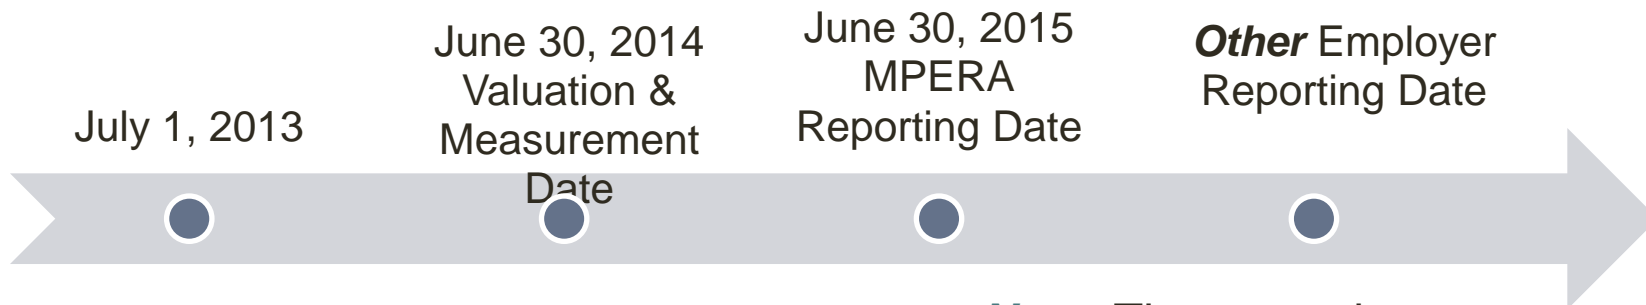 July 1, 2013
June 30, 2014
Valuation &
Measurement
Date
June 30, 2015
MPERA
Reporting Date
Other Employer
Reporting Date